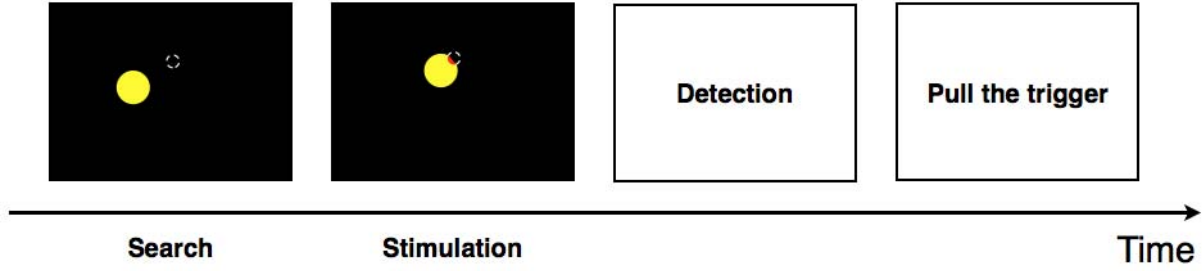 Detection
Pull the trigger
Search
Stimulation
Time